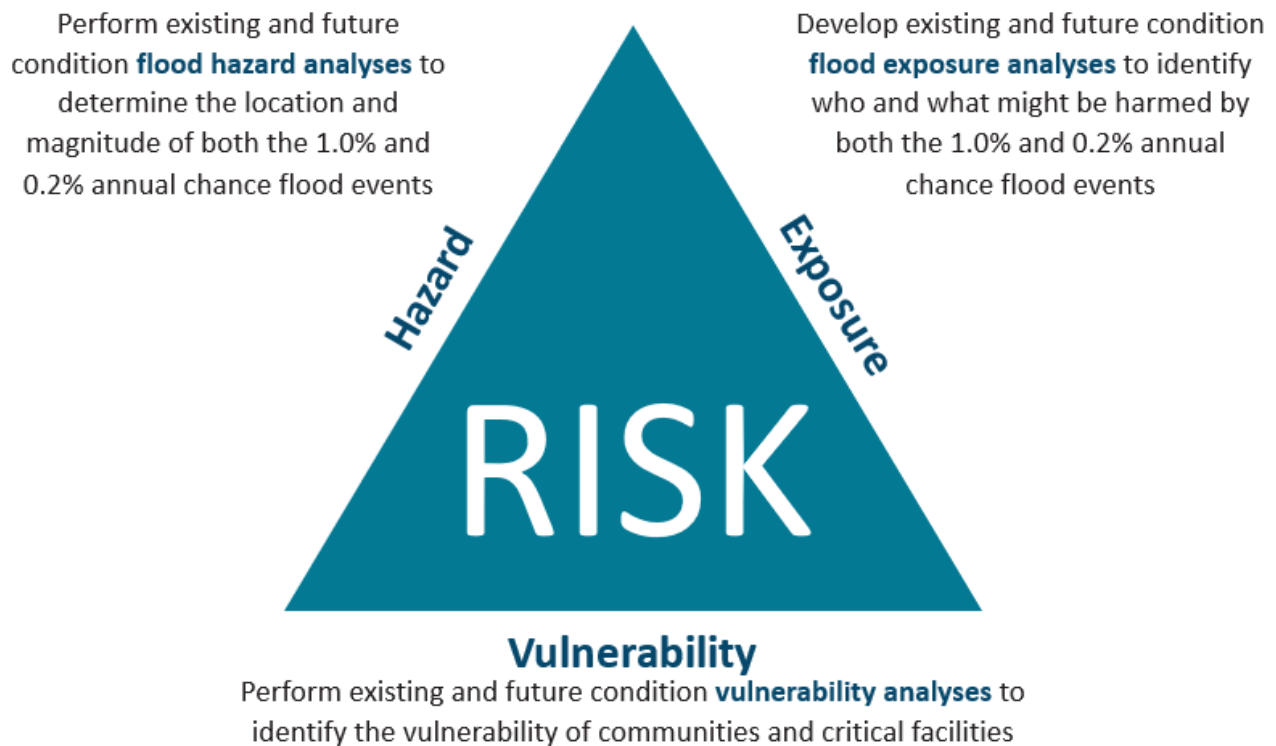 Perform existing and future
condition flood hazard analyses to
determine the location and
magnitude of both the 1.0% and
0.2% annual chance flood events
Develop existing and future condition
flood exposure analyses to identify
who and what might be harmed by
both the 1.0% and 0.2% annual
chance flood events
Hazard
Exposure
RISK
Vulnerability
Perform existing and future condition vulnerability analyses to
identify the vulnerability of communities and critical facilities